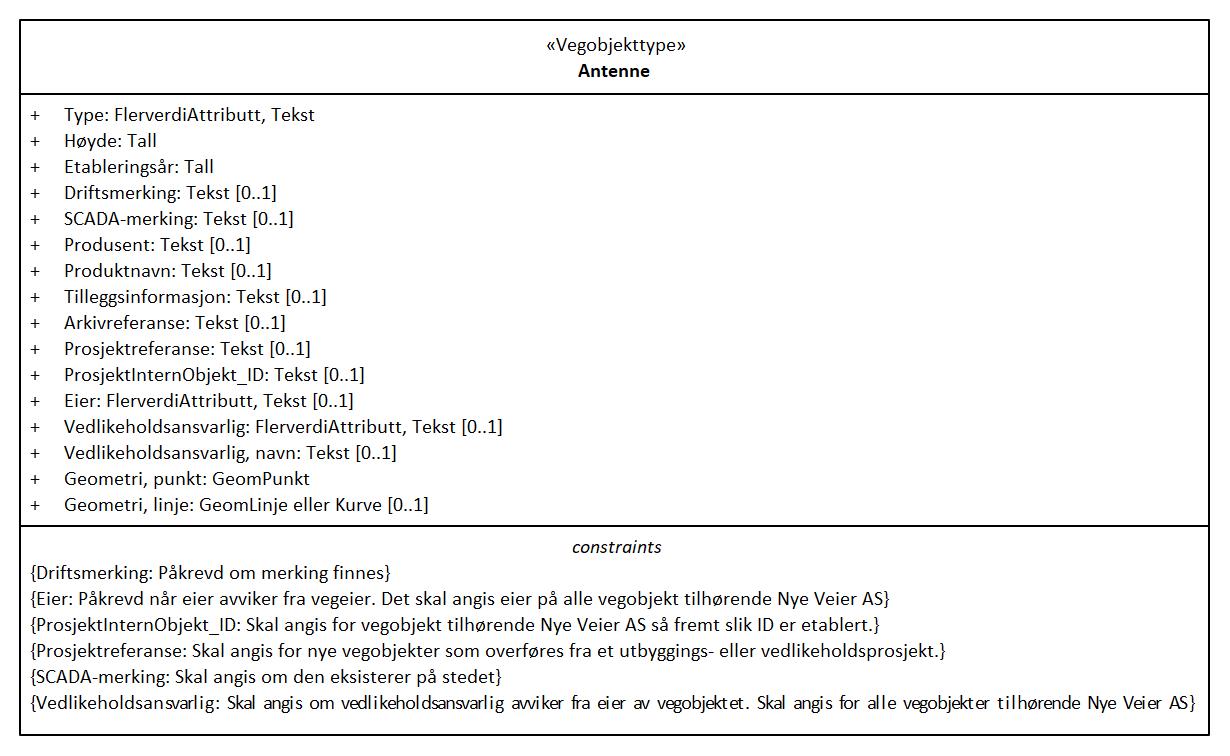 «Vegobjekttype»
Antenne
+ Type: FlerverdiAttributt, Tekst
+ Høyde: Tall
+ Etableringsår: Tall
+ Driftsmerking: Tekst [0..1]
+ SCADA-merking: Tekst [0..1]
+ Produsent: Tekst [0..1]
+ Produktnavn: Tekst [0..1]
+ Tilleggsinformasjon: Tekst [0..1]
+ Arkivreferanse: Tekst [0..1]
+ Prosjektreferanse: Tekst [0..1]
+ ProsjektInternObjekt_ID: Tekst [0..1]
+ Eier: FlerverdiAttributt, Tekst [0..1]
+ Vedlikeholdsansvarlig: FlerverdiAttributt, Tekst [0..1]
+ Vedlikeholdsansvarlig, navn: Tekst [0..1]
+ Geometri, punkt: GeomPunkt
+ Geometri, linje: GeomLinje eller Kurve [0..1]
constraints
{Driftsmerking: Påkrevd om merking finnes}
{Eier: Påkrevd når eier avviker fra vegeier. Det skal angis eier på alle vegobjekt tilhørende Nye Veier AS}
{ProsjektInternObjekt_ID: Skal angis for vegobjekt tilhørende Nye Veier AS så fremt slik ID er etablert.}
{Prosjektreferanse: Skal angis for nye vegobjekter som overføres fra et utbyggings- eller vedlikeholdsprosjekt.}
{SCADA-merking: Skal angis om den eksisterer på stedet}
{Vedlikeholdsansvarlig: Skal angis om vedlikeholdsansvarlig avviker fra eier av vegobjektet. Skal angis for alle vegobjekter tilhørende Nye Veier AS}